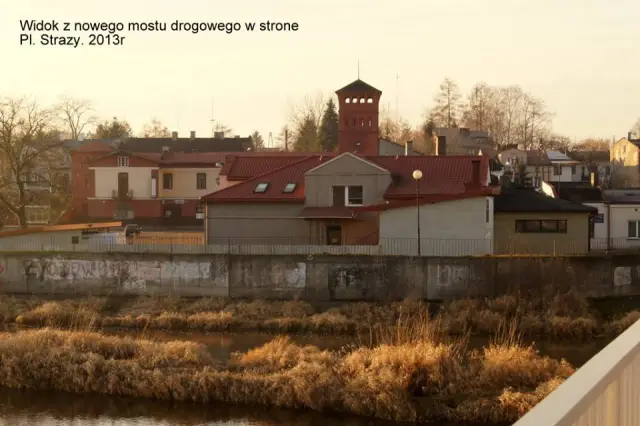 Widok z nowego mostu drogowego w strone
Pl. Strazy. 2013r